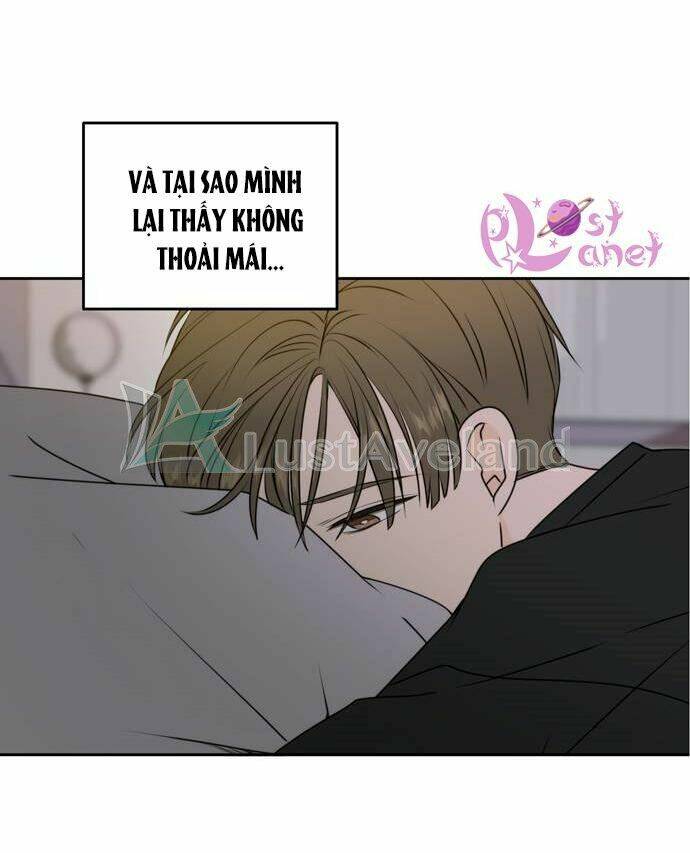 VÀ TẠI SAO MÌNH
LẠI THẤY KHÔNG
THOẢI MÁI...
Lost
Planet
LustAveland